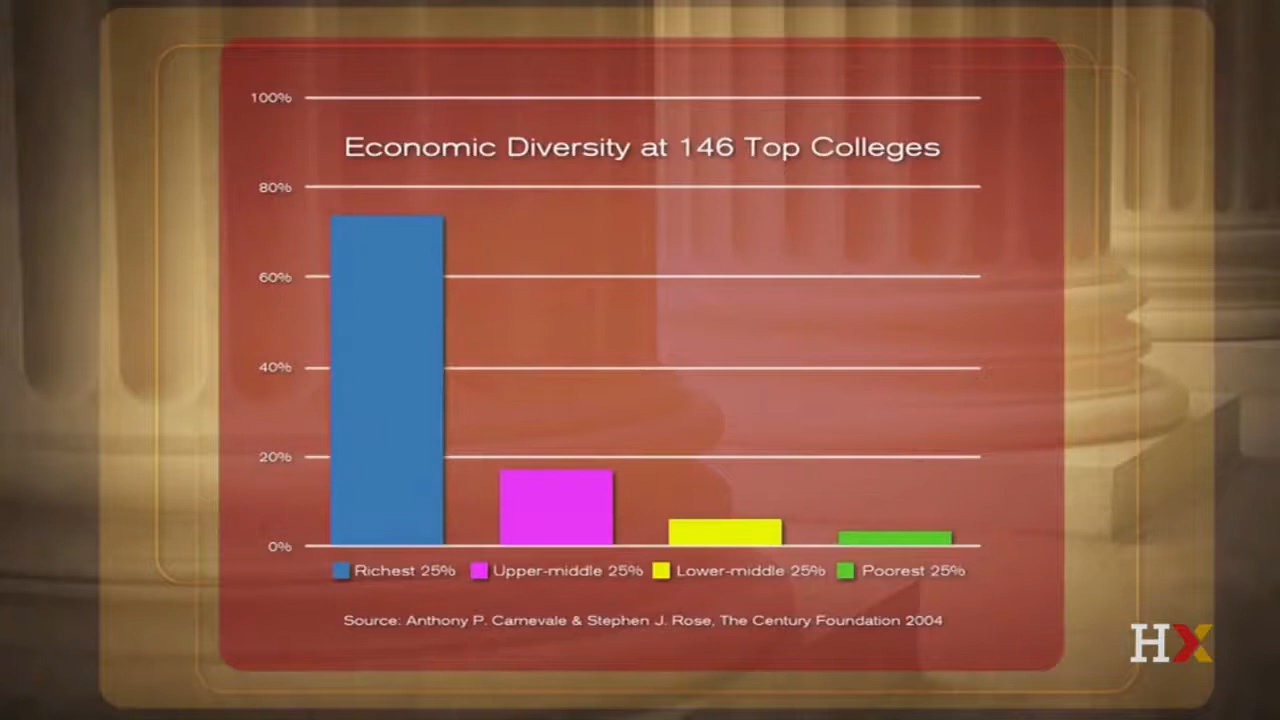 100%
Economic Diversity at 146 Top Colleges
80%
60%
40%
20%
0%
Richest 25% Upper-middle 25% Lower-middle 25% Poorest 25%
Source: Anthony P. Carnevale & Stephen J. Rose, The Century Foundation 2004
HX